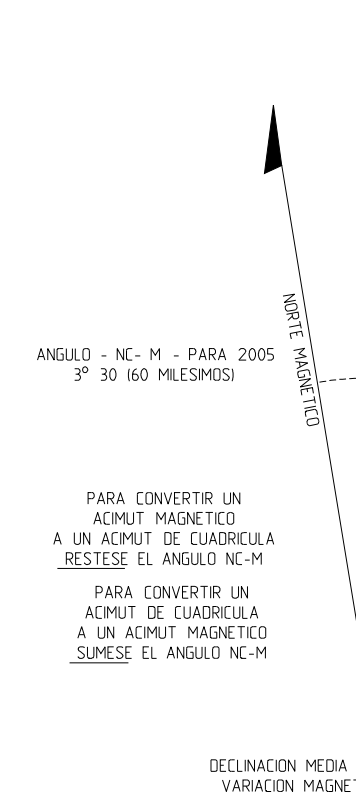 NORTE MAGNETICO
ANGULO - NC- M - PARA 2005
3° 30 (60 MILESIMOS)
PARA CONVERTIR UN
ACIMUT MAGNETICO
A UN ACIMUT DE CUADRICULA
RESTESE EL ANGULO NC-M
PARA CONVERTIR UN
ACIMUT DE CUADRICULA
A UN ACIMUT MAGNETICO
SUMESE EL ANGULO NC-M
DECLINACION MEDIA
VARIACION MAGNET